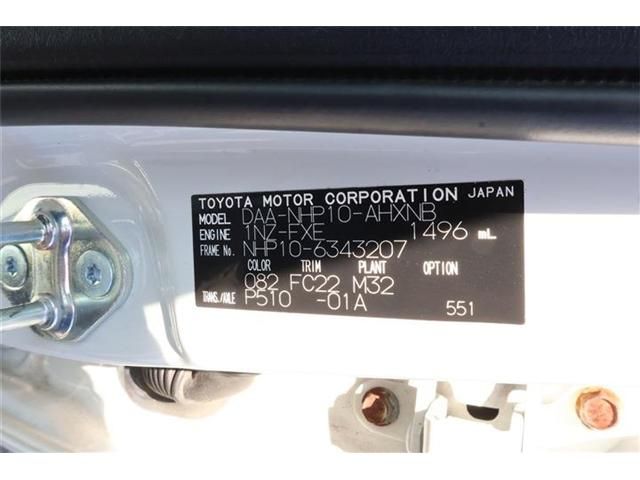 TOYOTA MOTOR CORPORATION JAPAN
MODEL DAA-NHP10-AHXNB
ENGINE 1NZ-FXE 1496 mL
FRAME No. NHP10-6343207
COLOR TRIM PLANT OPTION
082 FC22 M32
TRANS./AXLE P510 -01A 551